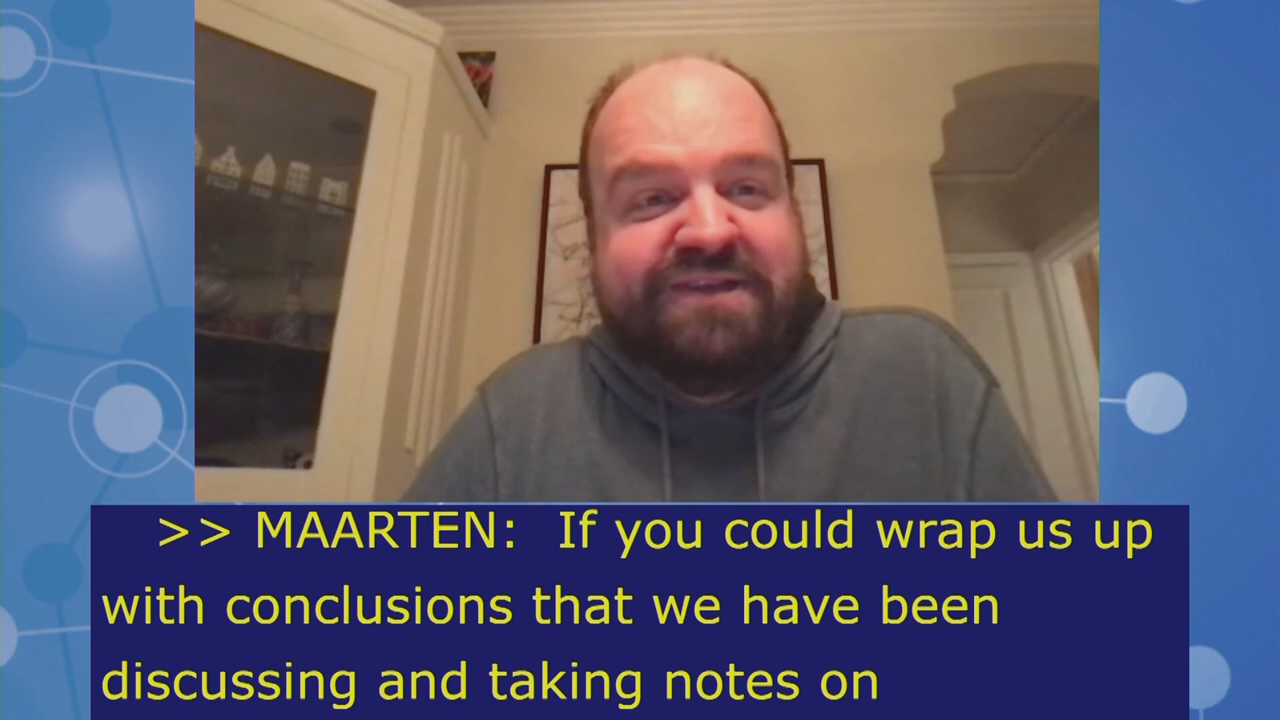 >> MAARTEN: If you could wrap us up
with conclusions that we have been
discussing and taking notes on